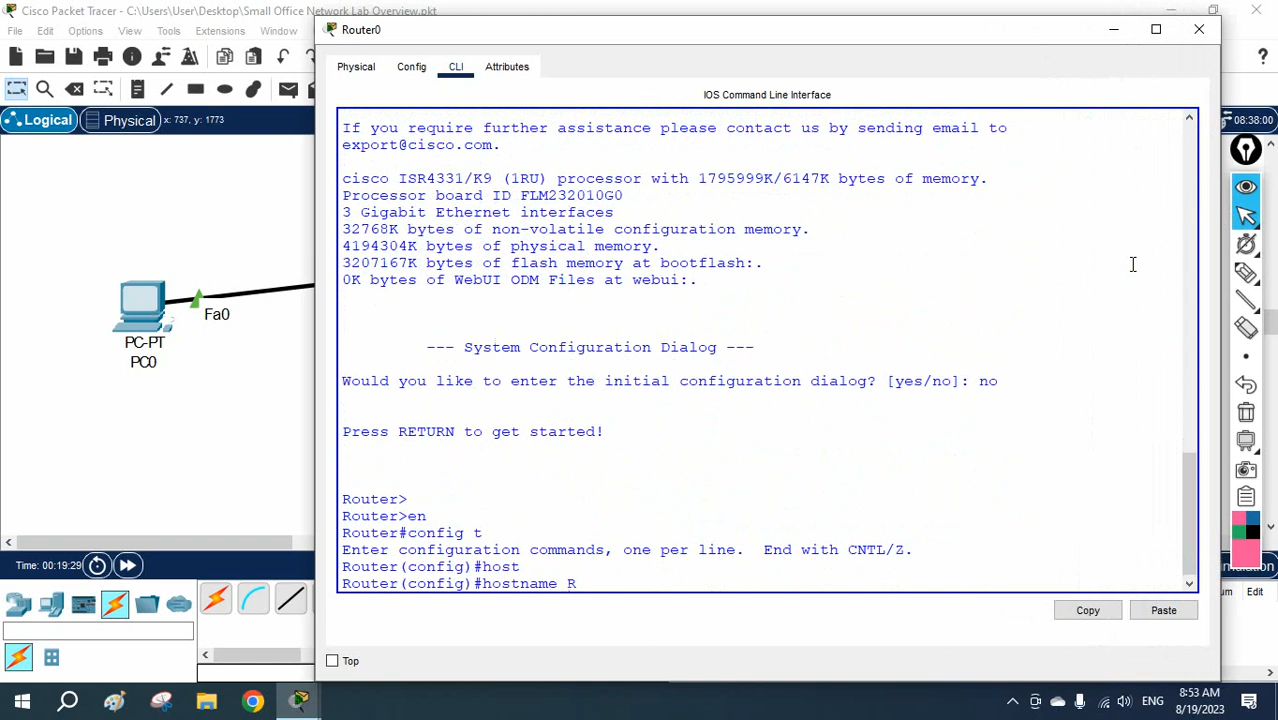 Cisco Packet Tracer - C:\Users\User\Desktop\Small Office Network Lab Overview.pkt
File Edit Options View Tools Extensions Window
Logical Physical x: 737, y: 1773
08:38:00
Router0
Physical Config CLI Attributes
IOS Command Line Interface
If you require further assistance please contact us by sending email to
export@cisco.com.
cisco ISR4331/K9 (1RU) processor with 1795999K/6147K bytes of memory.
Processor board ID FLM232010G0
3 Gigabit Ethernet interfaces
32768K bytes of non-volatile configuration memory.
4194304K bytes of physical memory.
3207167K bytes of flash memory at bootflash:.
0K bytes of WebUI ODM Files at webui:.
--- System Configuration Dialog ---
Would you like to enter the initial configuration dialog? [yes/no]: no
Press RETURN to get started!
Router>
Router>en
Router#config t
Enter configuration commands, one per line. End with CNTL/Z.
Router(config)#host
Router(config)#hostname R
Copy Paste
Top
Fa0
PC-PT
PC0
Time: 00:19:29
Edit
ENG
8:53 AM
8/19/2023